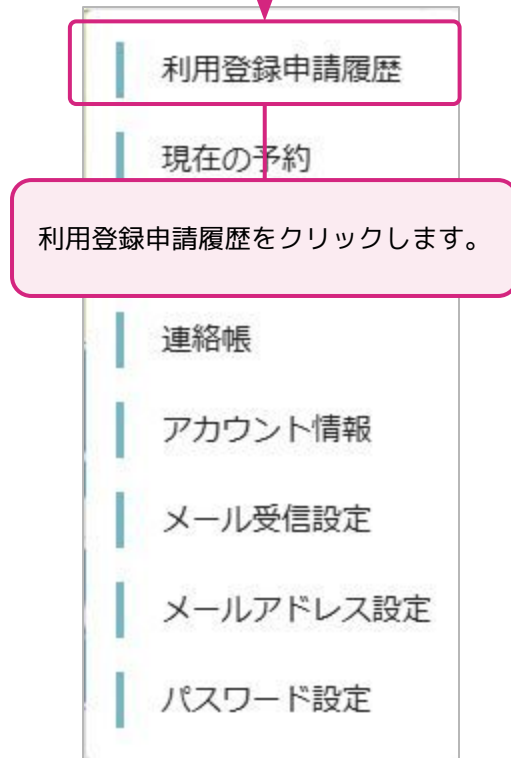 利用登録申請履歴
現在の予約
利用登録申請履歴をクリックします。
連絡帳
アカウント情報
メール受信設定
メールアドレス設定
パスワード設定